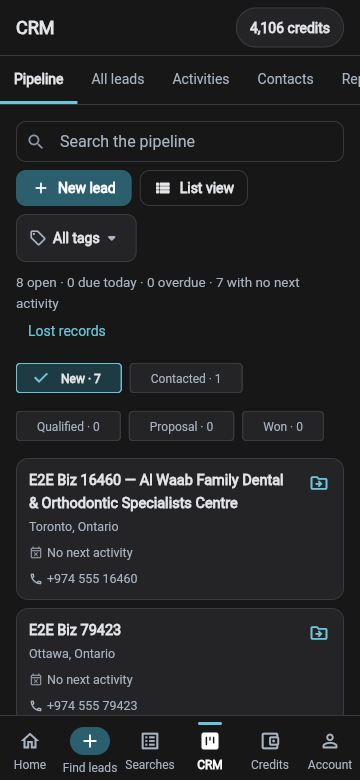 CRM
4,106 credits
Pipeline
All leads
Activities
Contacts
Re
Search the pipeline
New lead
List view
All tags
8 open · 0 due today · 0 overdue · 7 with no next
activity
Lost records
New · 7
Contacted · 1
Qualified · 0
Proposal · 0
Won · 0
E2E Biz 16460 — Al Waab Family Dental
& Orthodontic Specialists Centre
Toronto, Ontario
No next activity
+974 555 16460
E2E Biz 79423
Ottawa, Ontario
No next activity
+974 555 79423
Home
Find leads
Searches
CRM
Credits
Account